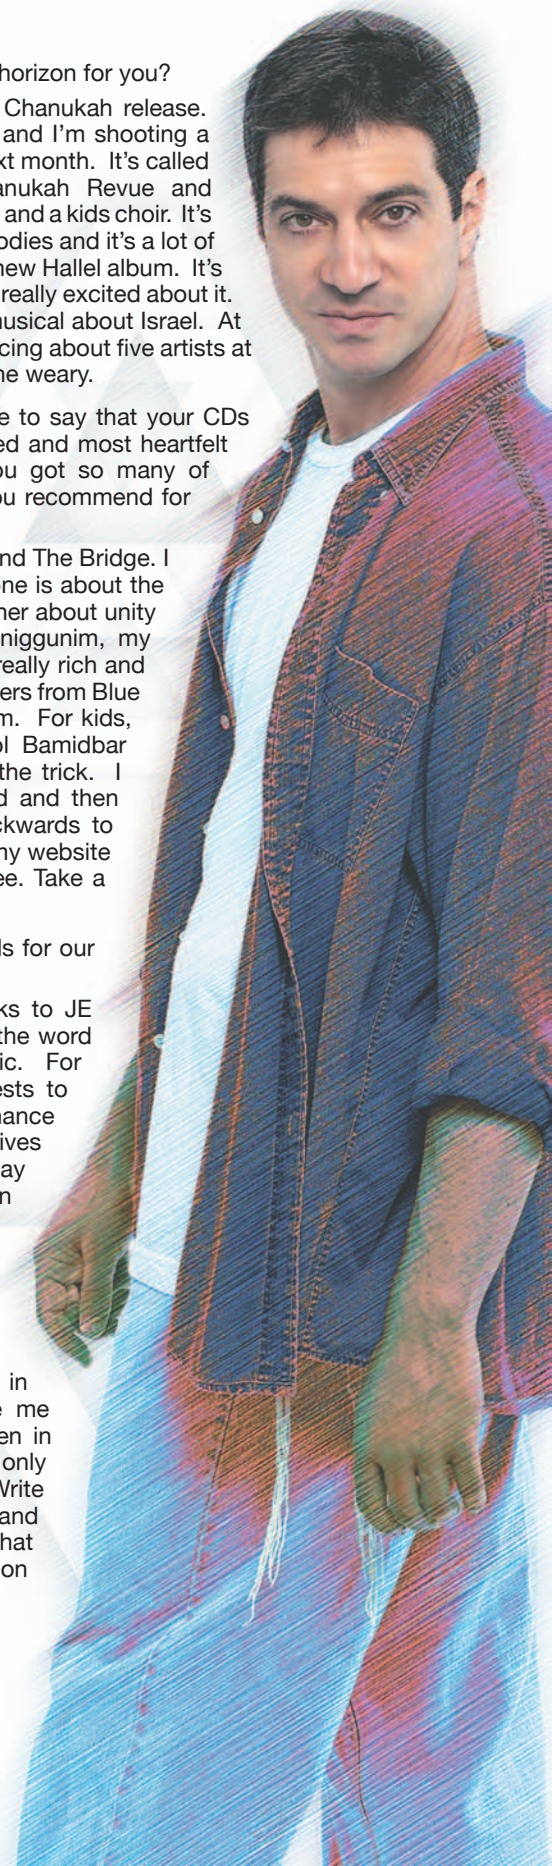 horizon for you?
Chanukah release.
and I'm shooting a
xt month. It's called
anukah Revue and
and a kids choir. It's
odies and it's a lot of
new Hallel album. It's
really excited about it.
nusical about Israel. At
cing about five artists at
he weary.
e to say that your CDs
ed and most heartfelt
ou got so many of
ou recommend for
nd The Bridge. I
one is about the
her about unity
niggunim, my
really rich and
ers from Blue
m. For kids,
ol Bamidbar
the trick. I
d and then
ckwards to
my website
ee. Take a
ds for our
ks to JE
the word
ic. For
ests to
mance
ives
ay
n
in
e me
en in
only
Write
and
hat
on